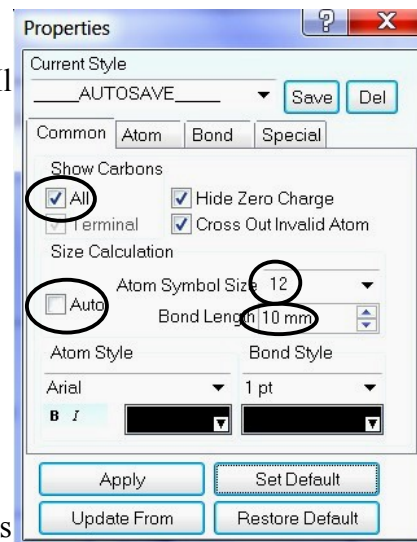 Properties
? X
Current Style
____AUTOSAVE____ Save Del
Common Atom Bond Special
Show Carbons
All Hide Zero Charge
Terminal Cross Out Invalid Atom
Size Calculation
Atom Symbol Size 12
Auto
Bond Length 10 mm
Atom Style Bond Style
Arial 1 pt
B I
Apply Set Default
Update From Restore Default
s